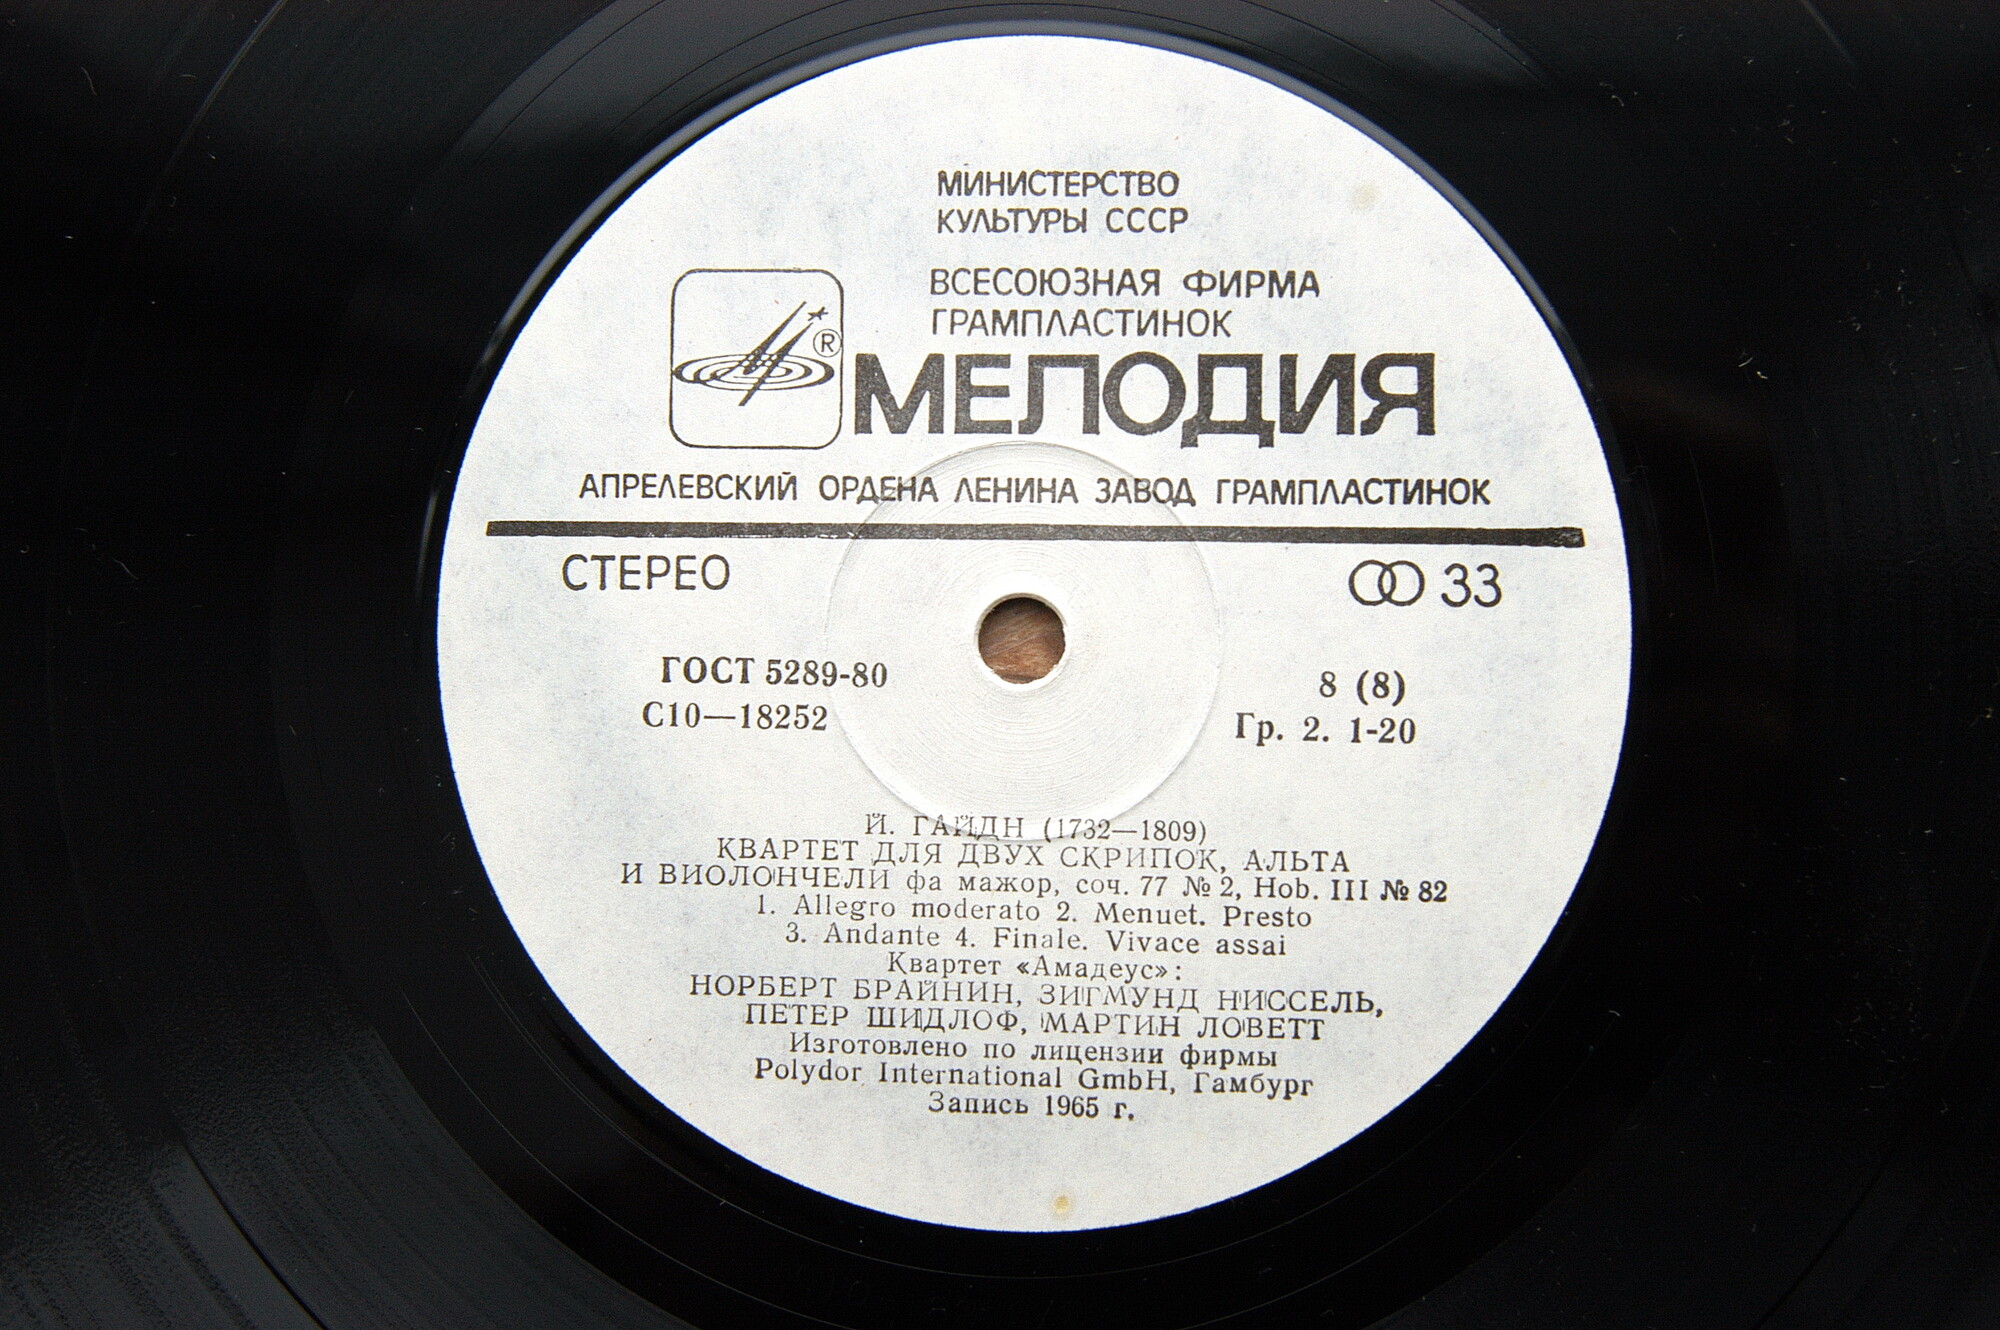 МИНИСТЕРСТВО
КУЛЬТУРЫ СССР
ВСЕСОЮЗНАЯ ФИРМА
ГРАМПЛАСТИНОК
®
МЕЛОДИЯ
АПРЕЛЕВСКИЙ ОРДЕНА ЛЕНИНА ЗАВОД ГРАМПЛАСТИНОК
СТЕРЕО
33
ГОСТ 5289-80
8 (8)
С10—18252
Гр. 2. 1-20
Й. ГАЙДН (1732—1809)
КВАРТЕТ ДЛЯ ДВУХ СКРИПОК, АЛЬТА
И ВИОЛОНЧЕЛИ фа мажор, соч. 77 № 2, Hob. III № 82
1. Allegro moderato 2. Menuet. Presto
3. Andante 4. Finale. Vivace assai
Квартет «Амадеус»:
НОРБЕРТ БРАЙНИН, ЗИГМУНД НИССЕЛЬ,
ПЕТЕР ШИДЛОФ, МАРТИН ЛОВЕТТ
Изготовлено по лицензии фирмы
Polydor International GmbH, Гамбург
Запись 1965 г.